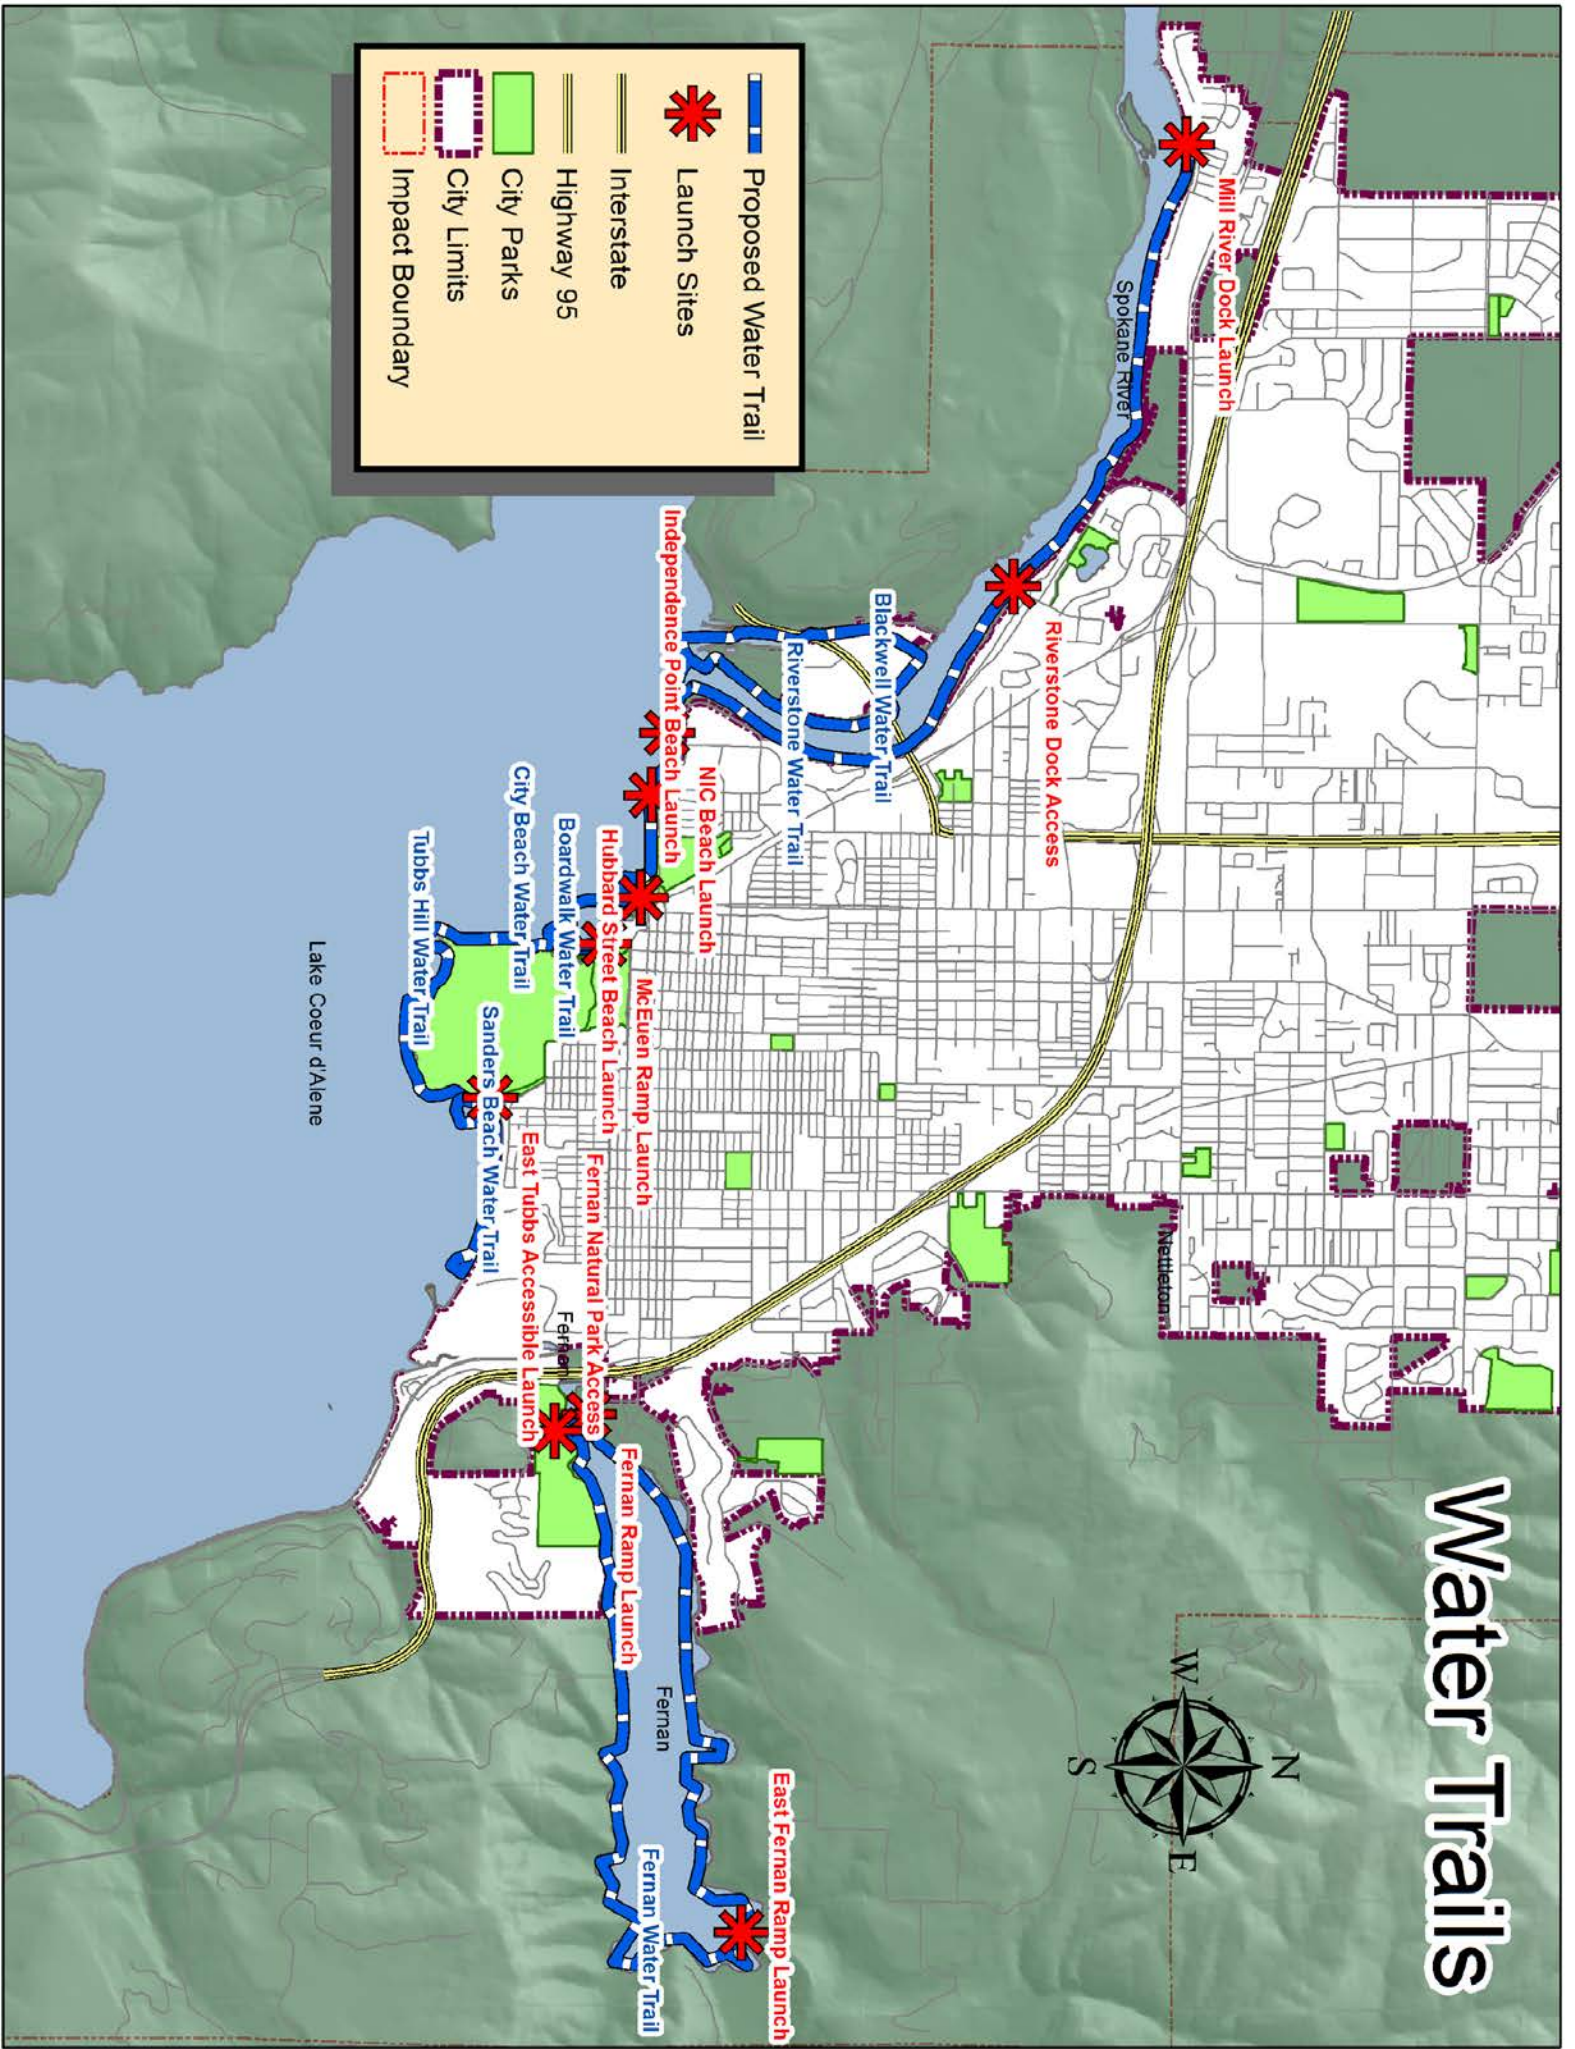 Water Trails
N
W
E
S
Mill River Dock Launch
Spokane River
Riverstone Dock Access
Nettleton
Blackwell Water Trail
Riverstone Water Trail
NIC Beach Launch
Independence Point Beach Launch
McEuen Ramp Launch
Hubbard Street Beach Launch
Boardwalk Water Trail
City Beach Water Trail
Tubbs Hill Water Trail
Sanders Beach Water Trail
East Tubbs Accessible Launch
Fernan Natural Park Access
Fernan
Fernan Ramp Launch
Fernan
East Fernan Ramp Launch
Fernan Water Trail
Lake Coeur d'Alene
Proposed Water Trail
Launch Sites
Interstate
Highway 95
City Parks
City Limits
Impact Boundary